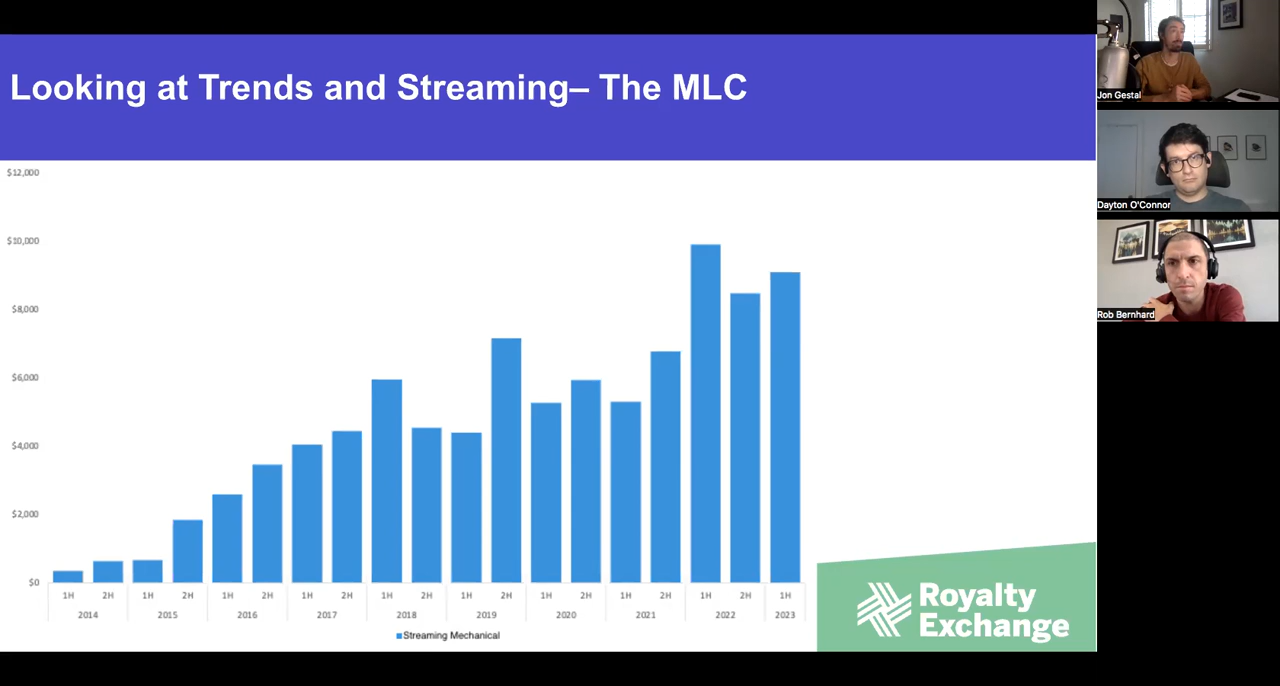 Looking at Trends and Streaming– The MLC
$12,000
$10,000
$8,000
$6,000
$4,000
$2,000
$0
1H 2H 1H 2H 1H 2H 1H 2H 1H 2H 1H 2H 1H 2H 1H 2H 1H 2H 1H
2014 2015 2016 2017 2018 2019 2020 2021 2022 2023
Streaming Mechanical
Royalty
Exchange
Jon Gestal
Dayton O'Connor
Rob Bernhard